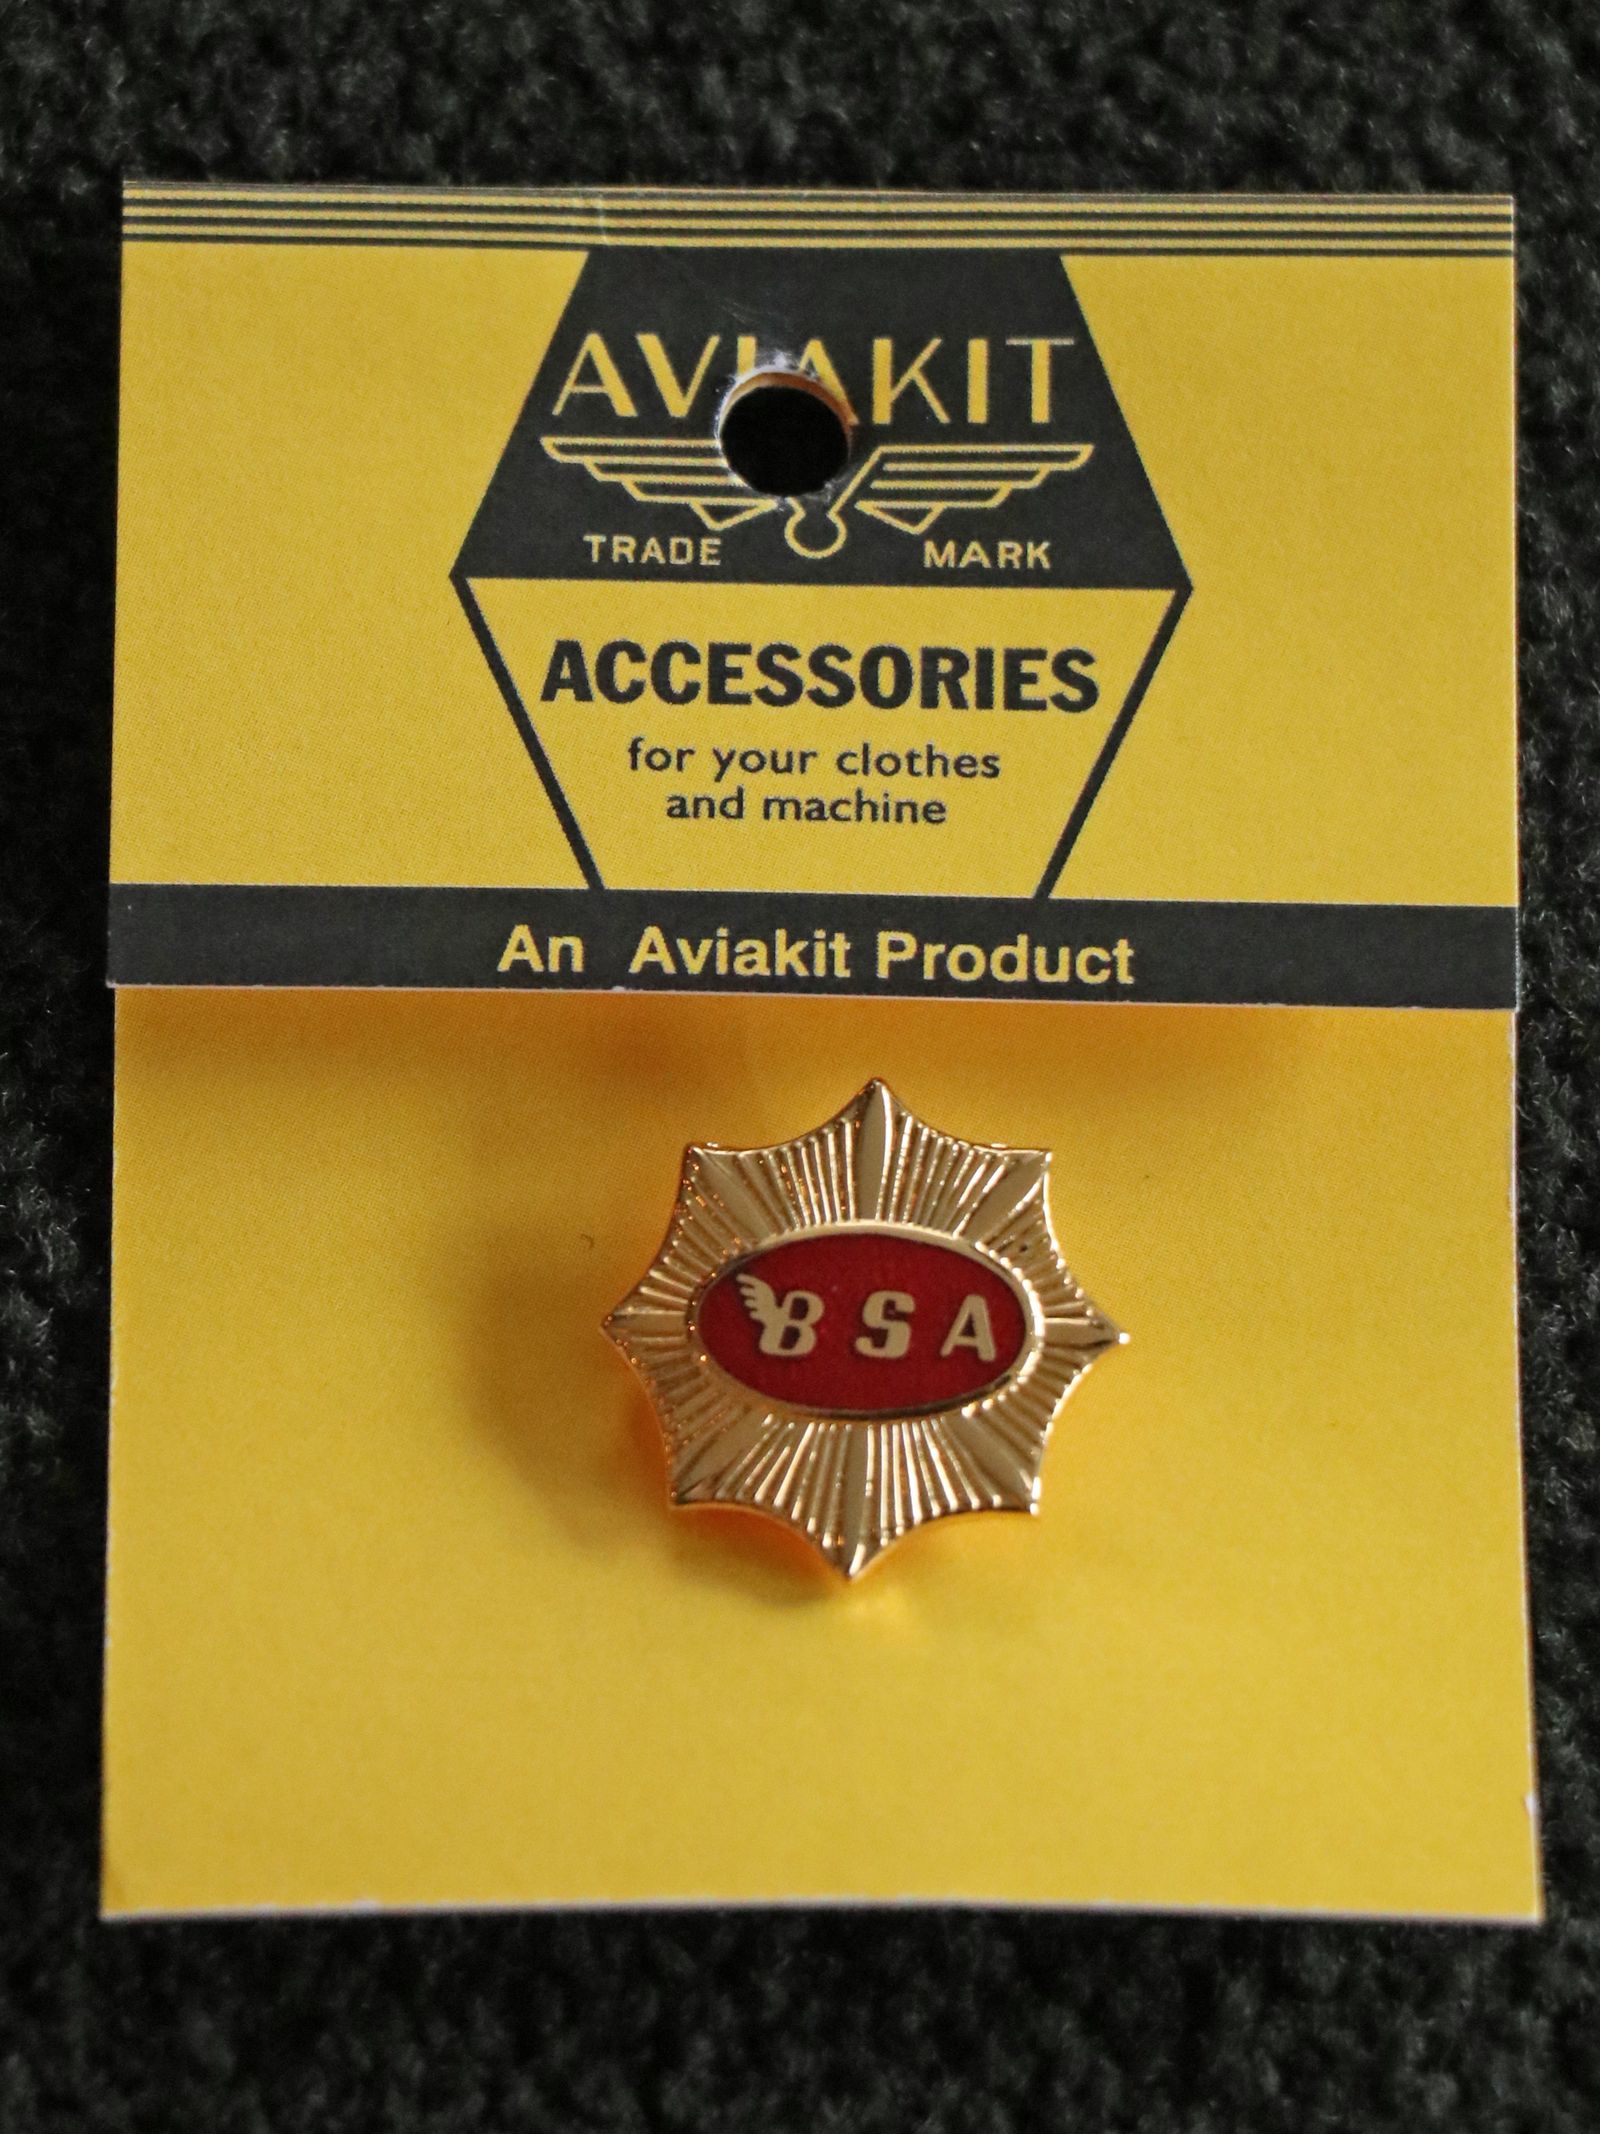 AVIAKIT
TRADE MARK
ACCESSORIES
for your clothes
and machine
An Aviakit Product
BSA